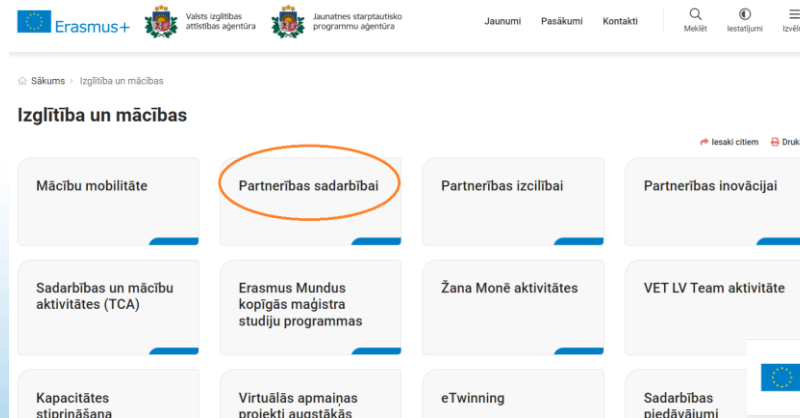 Erasmus+
Valsts izglītības
attīstības aģentūra
Jaunatnes starptautisko
programmu aģentūra
Jaunumi
Pasākumi
Kontakti
Meklēt
Iestatījumi
Sākums > Izglītība un mācības
Izglītība un mācības
Iesaki citiem
Mācību mobilitāte
Partnerības sadarbībai
Partnerības izcilībai
Partnerības inovācijai
Sadarbības un mācību
aktivitātes (TCA)
Erasmus Mundus
kopīgās maģistra
studiju programmas
Žana Monē aktivitātes
VET LV Team aktivitāte
Kapacitātes
stiprināšana
Virtuālās apmaiņas
projekti augstākās
eTwinning
Sadarbības
piedāvājumi